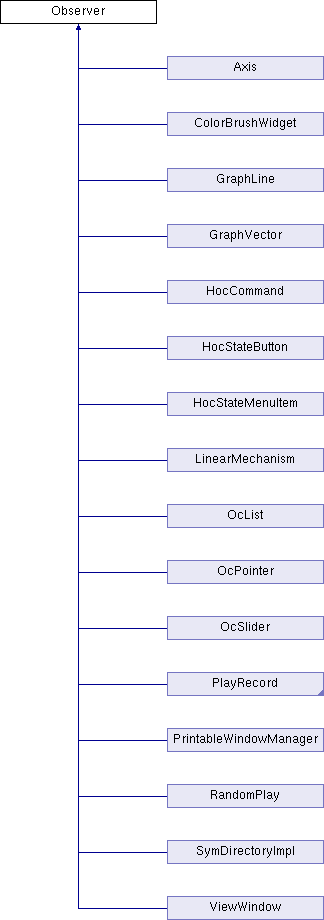 Observer
Axis
ColorBrushWidget
GraphLine
GraphVector
HocCommand
HocStateButton
HocStateMenuItem
LinearMechanism
OcList
OcPointer
OcSlider
PlayRecord
PrintableWindowManager
RandomPlay
SymDirectoryImpl
ViewWindow